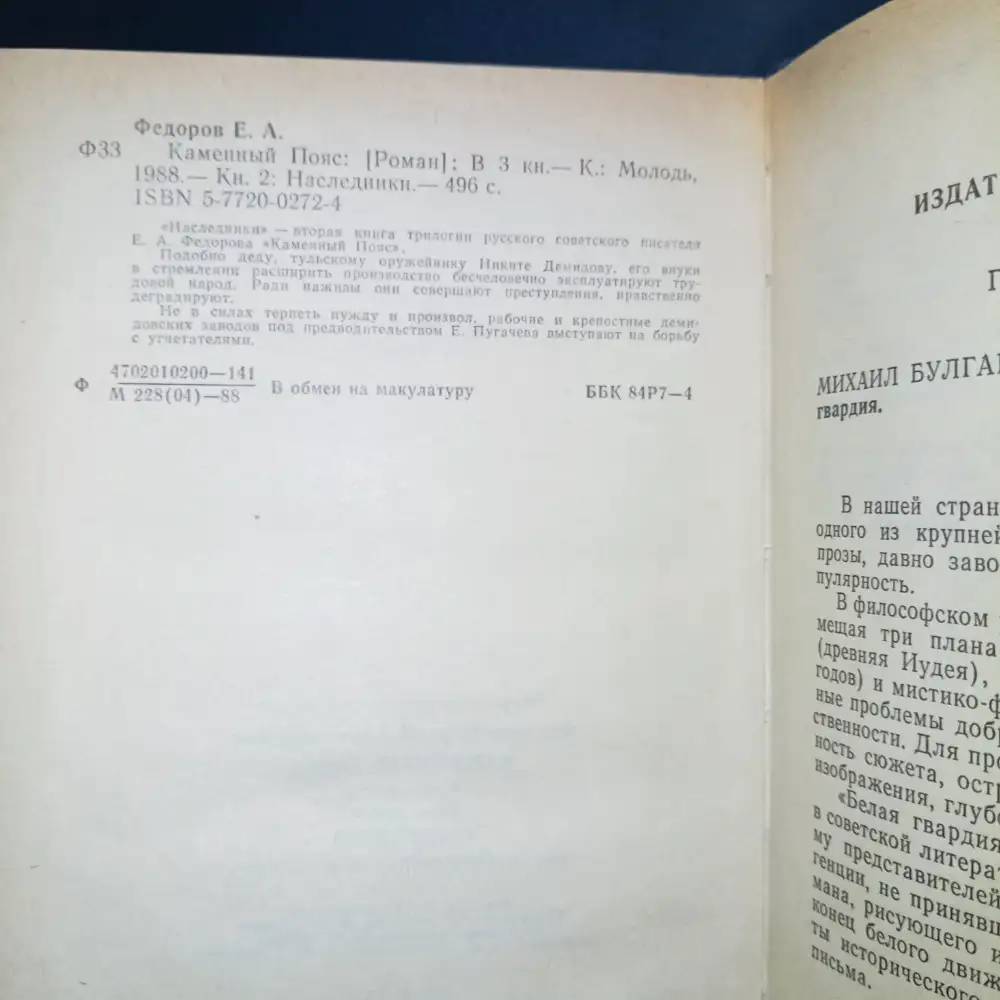 Федоров Е. А.
Ф33 Каменный Пояс: [Роман]; В 3 кн.— К.: Молодь,
1988.— Кн. 2: Наследники.— 496 с.
ISBN 5-7720-0272-4
«Наследники» — вторая книга трилогии русского советского писателя
Е. А. Федорова «Каменный Пояс».
Подобно деду, тульскому оружейнику Никите Демидову, его внуки
в стремлении расширить производство бесчеловечно эксплуатируют тру-
довой народ. Ради наживы они совершают преступления, нравственно
деградируют.
Не в силах терпеть нужду и произвол, рабочие и крепостные деми-
довских заводов под предводительством Е. Пугачева выступают на борьбу
с угнетателями.
Ф 4702010200—141
М 228(04)—88 В обмен на макулатуру ББК 84Р7—4
ИЗДАТ
МИХАИЛ БУЛГАК
гвардия.
В нашей стран
одного из крупней
прозы, давно заво
пулярность.
В философском
мещая три плана
(древняя Иудея),
годов) и мистико-ф
ные проблемы добр
ственности. Для про
ность сюжета, остр
изображения, глубо
«Белая гвардия
в советской литерат
му представителей
генции, не принявш
мана, рисующего и
конец белого движ
ты исторического
письма.